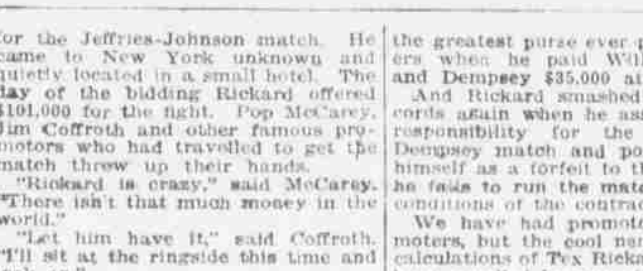 for the Jeffries-Johnson match. He
came to New York unknown and
quietly located in a small hotel. The
day of the bidding Rickard offered
$101,000 for the fight. Pop McCarey,
Jim Coffroth and other famous pro-
motors who had travelled to get the
match threw up their hands.
"Rickard is crazy," said McCarey.
"There isn't that much money in the
world."
"Let him have it," said Coffroth.
"I'll sit at the ringside this time and
the greatest purse ever p
ers when he paid Will
and Dempsey $35,000 an
And Rickard smashed
cords again when he as
responsibility for the
Dempsey match and po
himself as a forfeit to th
he fails to run the mat
conditions of the contrac
We have had promote
moters, but the cool ner
calculations of Tex Ricka